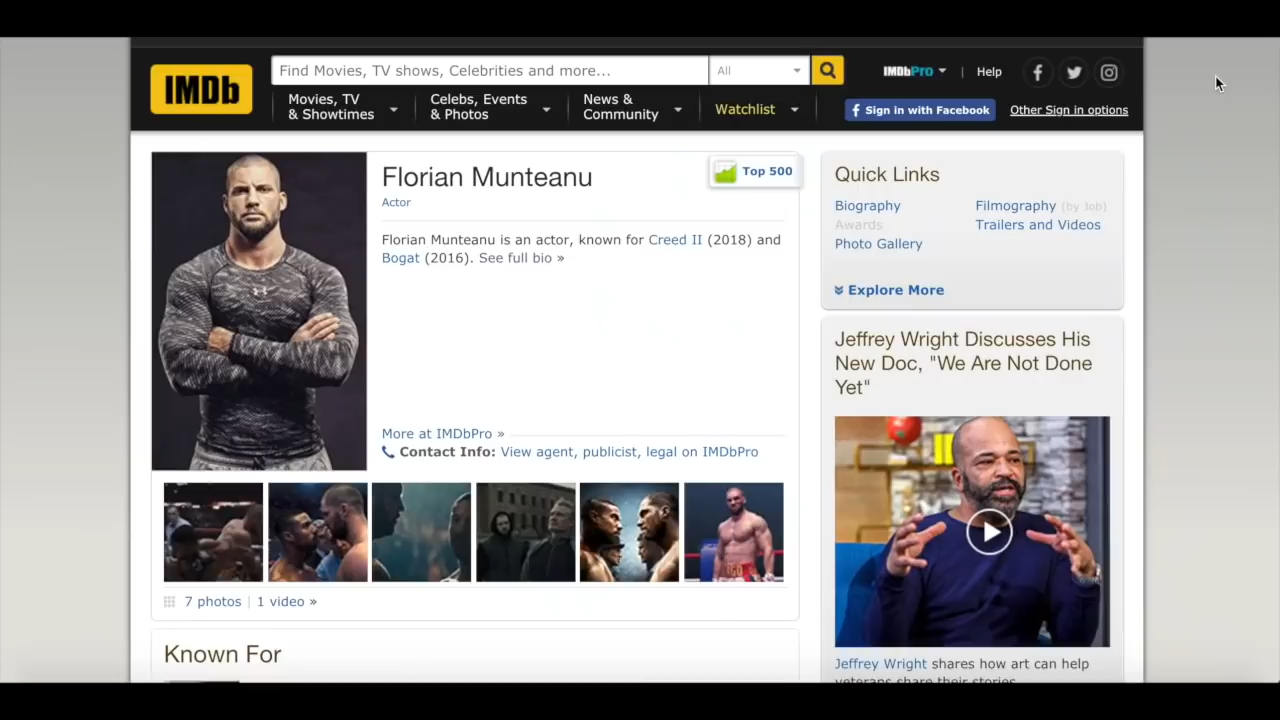 IMDb
Find Movies, TV shows, Celebrities and more...
All
IMDbPro
Help
Movies, TV
& Showtimes
Celebs, Events
& Photos
News &
Community
Watchlist
Sign in with Facebook
Other Sign in options
Florian Munteanu
Top 500
Actor
Florian Munteanu is an actor, known for Creed II (2018) and
Bogat (2016). See full bio »
More at IMDbPro »
Contact Info: View agent, publicist, legal on IMDbPro
7 photos | 1 video »
Known For
Quick Links
Biography
Filmography (by Job)
Awards
Trailers and Videos
Photo Gallery
Explore More
Jeffrey Wright Discusses His
New Doc, "We Are Not Done
Yet"
Jeffrey Wright shares how art can help
veterans share their stories.